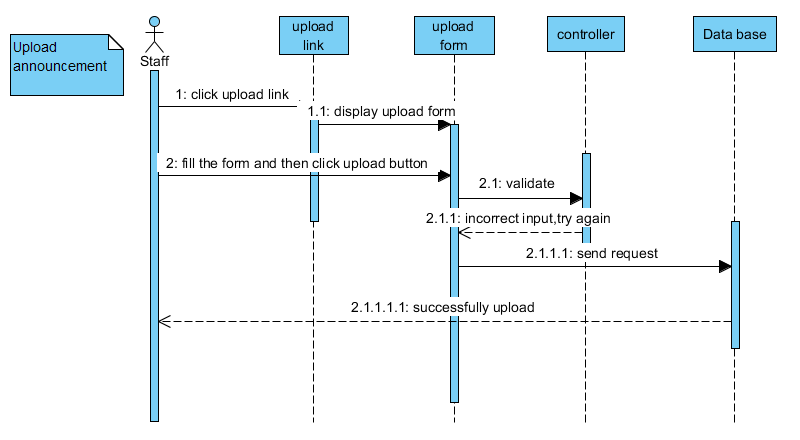 Upload
announcement
Staff
upload
link
upload
form
controller
Data base
1: click upload link
1.1: display upload form
2: fill the form and then click upload button
2.1: validate
2.1.1: incorrect input,try again
2.1.1.1: send request
2.1.1.1.1: successfully upload